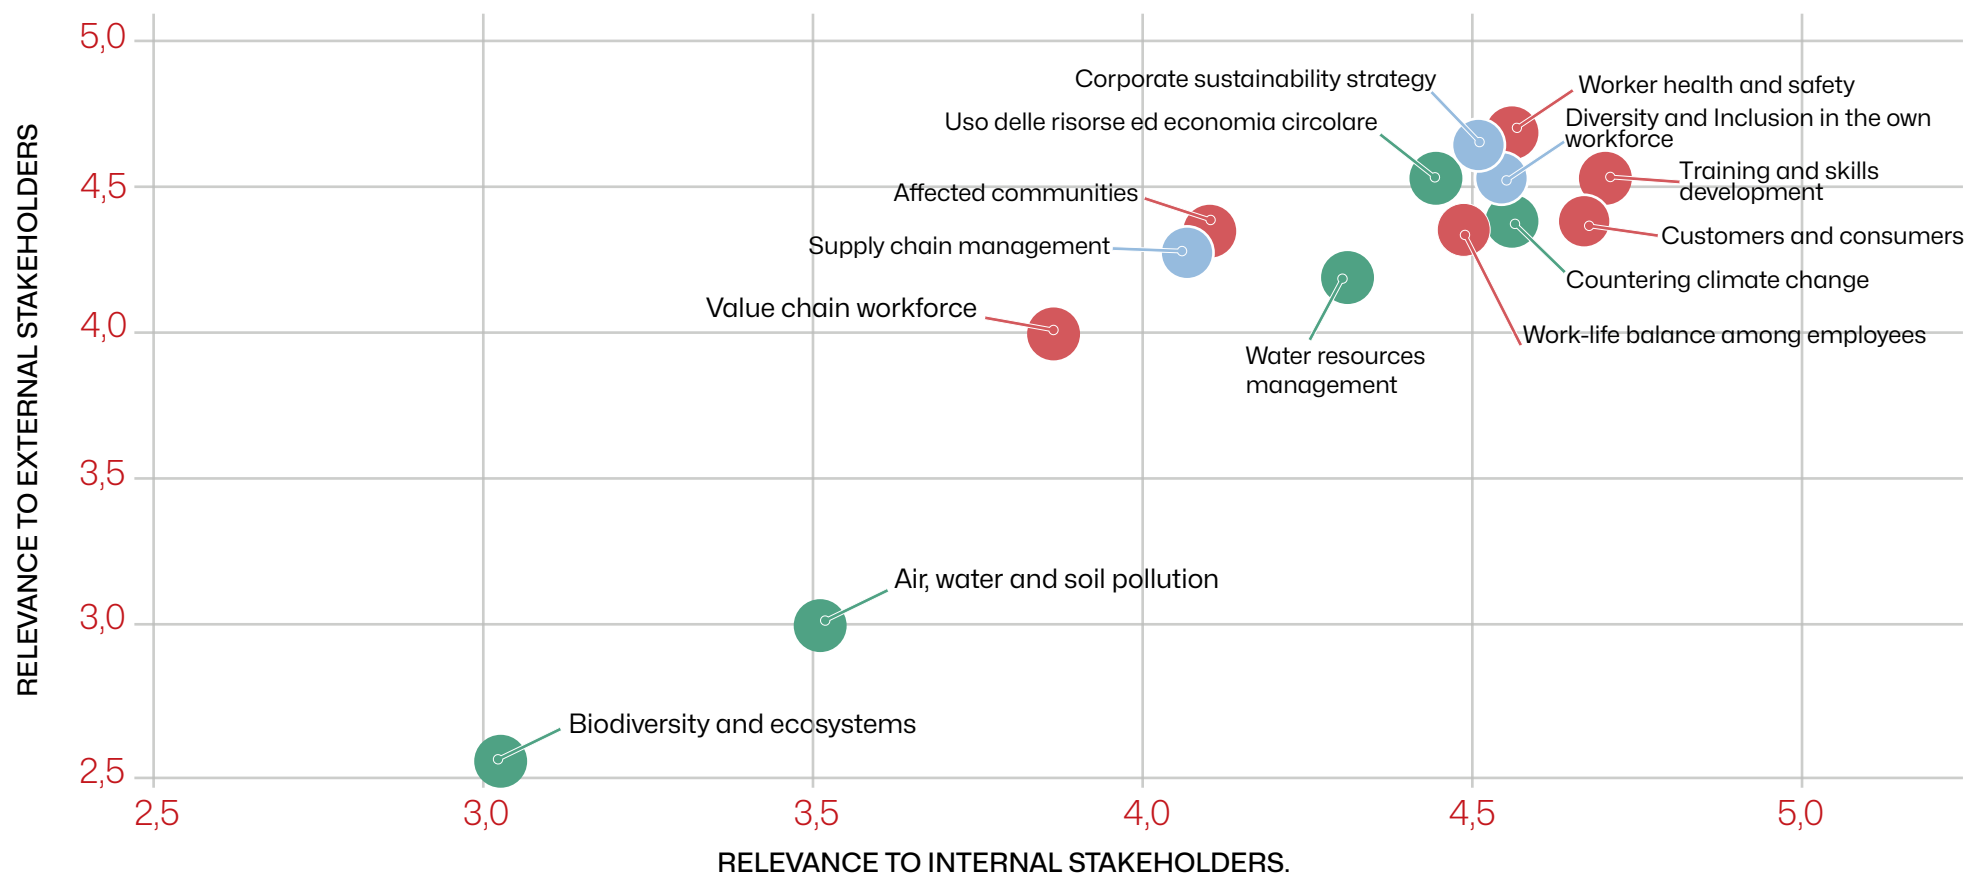 5,0
4,5
4,0
3,5
3,0
2,5
RELEVANCE TO EXTERNAL STAKEHOLDERS
Corporate sustainability strategy
Worker health and safety
Uso delle risorse ed economia circolare
Diversity and Inclusion in the own
workforce
Training and skills
development
Affected communities
Customers and consumers
Supply chain management
Countering climate change
Value chain workforce
Work-life balance among employees
Water resources
management
Air, water and soil pollution
Biodiversity and ecosystems
2,5
3,0
3,5
4,0
4,5
5,0
RELEVANCE TO INTERNAL STAKEHOLDERS.